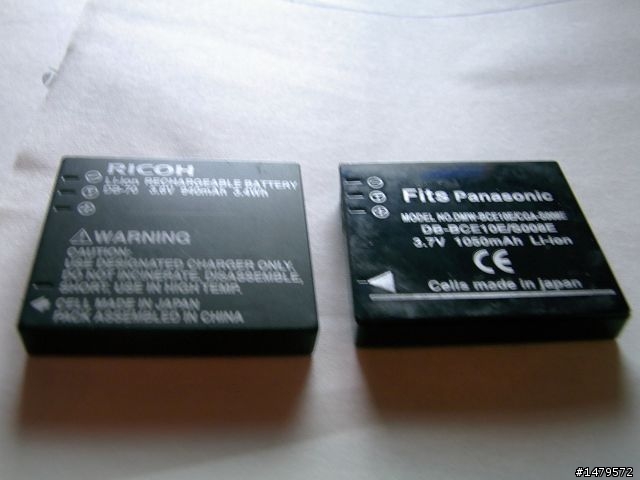 RICOH
Li-ion RECHARGEABLE BATTERY
DB-70 3.6V 940mAh 3.4Wh
WARNING
CAUTION:
USE DESIGNATED CHARGER ONLY.
DO NOT INCINERATE, DISASSEMBLE,
SHORT, USE IN HIGH TEMP.
CELL MADE IN JAPAN
PACK ASSEMBLED IN CHINA
Fits Panasonic
MODEL NO.DMW-BCE10E/CGA-S008E
DB-BCE10E/S008E
3.7V 1050mAh Li-ion
CE
Cells made in japan
#1479572